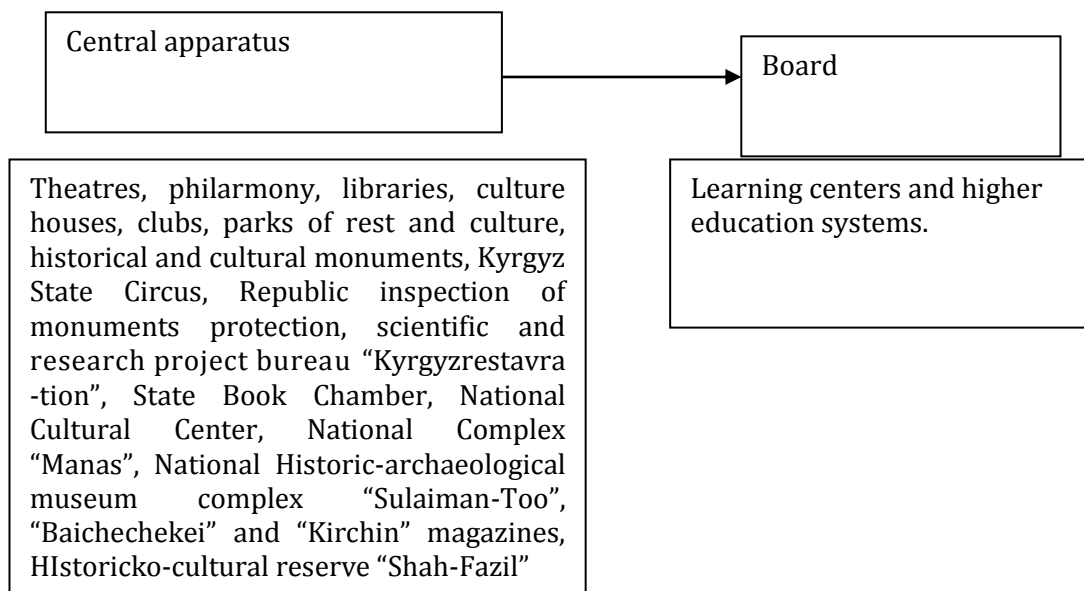 Central apparatus
Board
Theatres, philarmony, libraries, culture
houses, clubs, parks of rest and culture,
historical and cultural monuments, Kyrgyz
State Circus, Republic inspection of
monuments protection, scientific and
research project bureau “Kyrgyzrestavra
-tion”, State Book Chamber, National
Cultural Center, National Complex
“Manas”, National Historic-archaeological
museum complex “Sulaiman-Too”,
“Baichechekei” and “Kirchin” magazines,
HIstoricko-cultural reserve “Shah-Fazil”
Learning centers and higher
education systems.